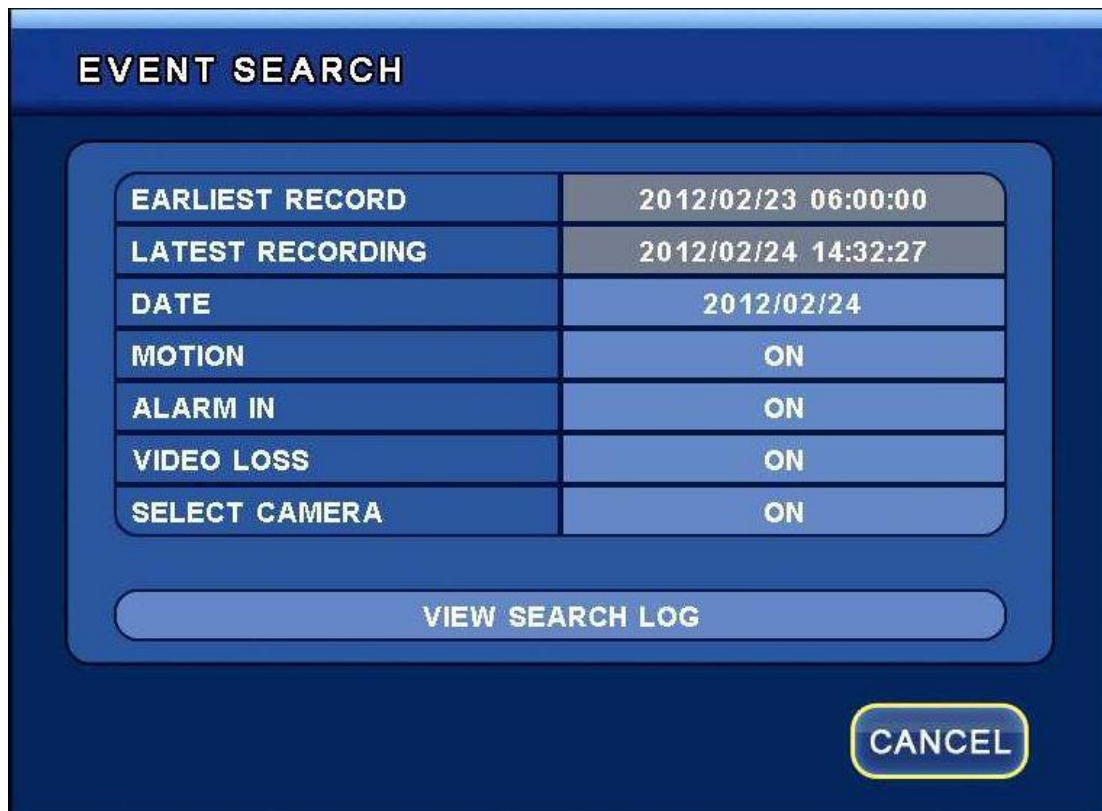 EVENT SEARCH
EARLIEST RECORD 2012/02/23 06:00:00
LATEST RECORDING 2012/02/24 14:32:27
DATE 2012/02/24
MOTION ON
ALARM IN ON
VIDEO LOSS ON
SELECT CAMERA ON
VIEW SEARCH LOG
CANCEL